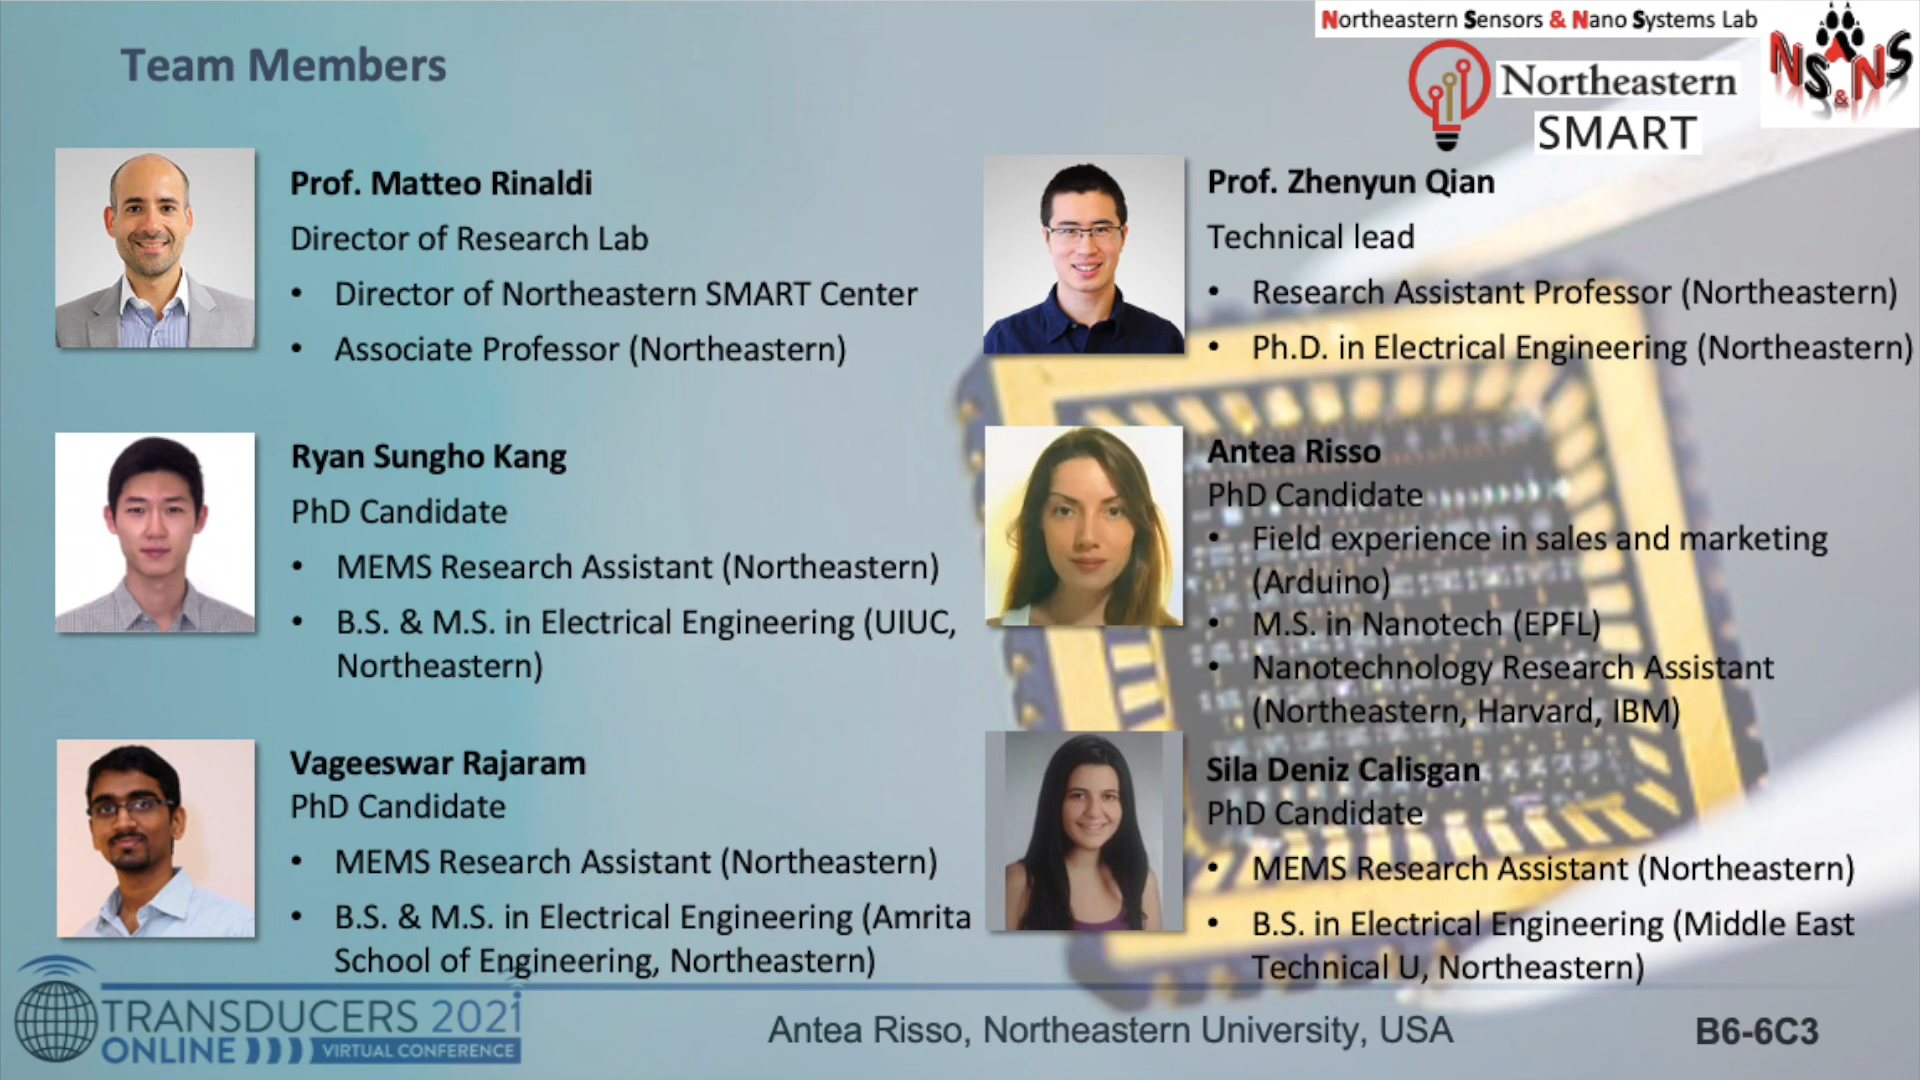 Northeastern Sensors & Nano Systems Lab
NS&NS
Northeastern
SMART
Team Members
Prof. Matteo Rinaldi
Director of Research Lab
• Director of Northeastern SMART Center
• Associate Professor (Northeastern)
Prof. Zhenyun Qian
Technical lead
• Research Assistant Professor (Northeastern)
• Ph.D. in Electrical Engineering (Northeastern)
Ryan Sungho Kang
PhD Candidate
• MEMS Research Assistant (Northeastern)
• B.S. & M.S. in Electrical Engineering (UIUC,
Northeastern)
Antea Risso
PhD Candidate
• Field experience in sales and marketing
(Arduino)
• M.S. in Nanotech (EPFL)
• Nanotechnology Research Assistant
(Northeastern, Harvard, IBM)
Vageeswar Rajaram
PhD Candidate
• MEMS Research Assistant (Northeastern)
• B.S. & M.S. in Electrical Engineering (Amrita
School of Engineering, Northeastern)
Sila Deniz Calisgan
PhD Candidate
• MEMS Research Assistant (Northeastern)
• B.S. in Electrical Engineering (Middle East
Technical U, Northeastern)
TRANSDUCERS 2021
ONLINE VIRTUAL CONFERENCE
Antea Risso, Northeastern University, USA
B6-6C3